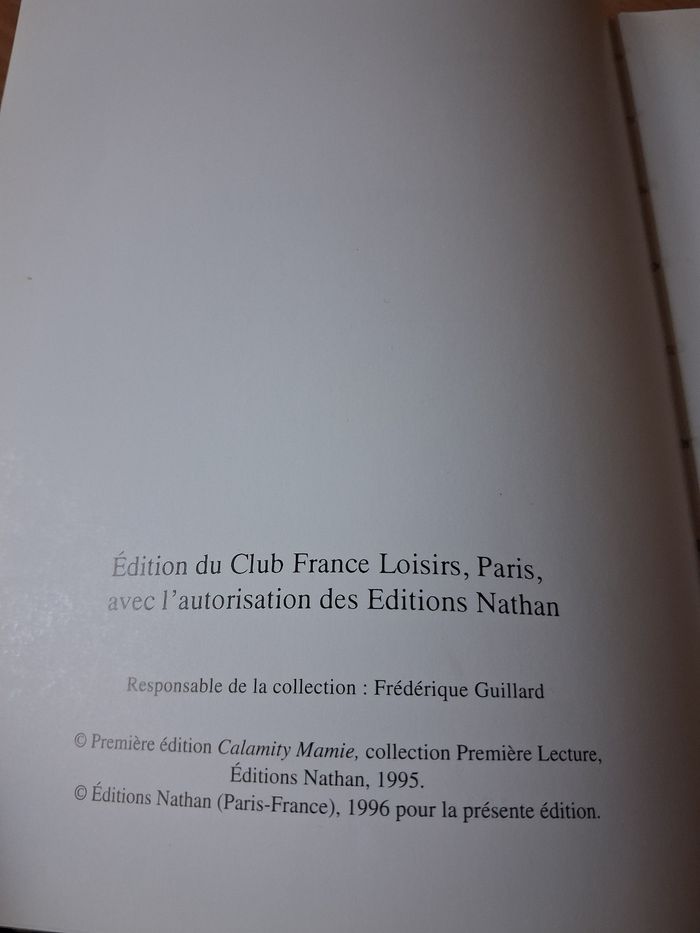 Édition du Club France Loisirs, Paris,
avec l'autorisation des Editions Nathan
Responsable de la collection : Frédérique Guillard
© Première édition Calamity Mamie, collection Première Lecture,
Éditions Nathan, 1995.
© Éditions Nathan (Paris-France), 1996 pour la présente édition.